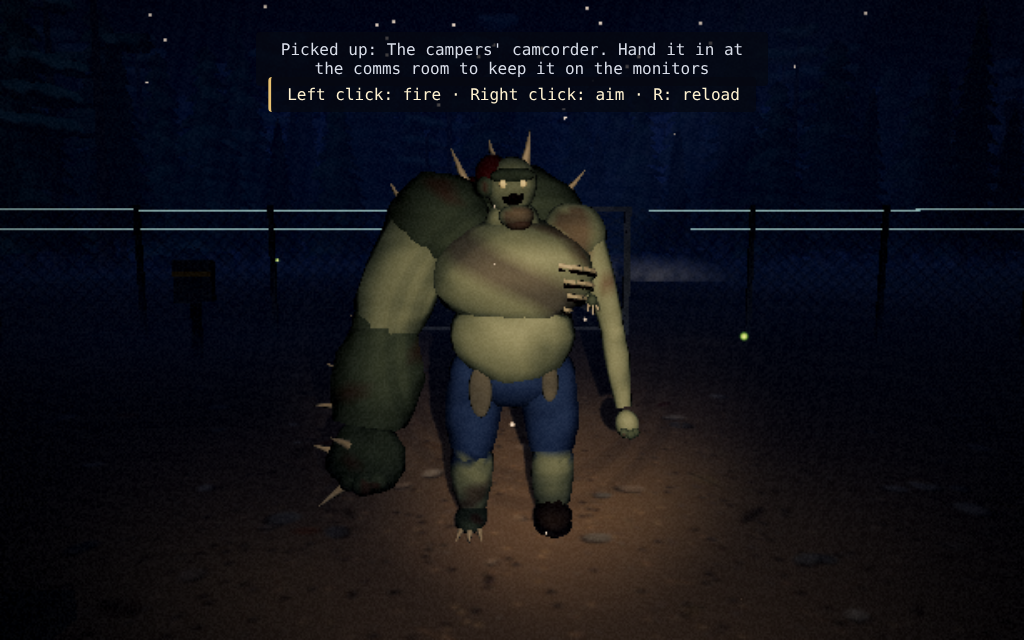 Picked up: The campers' camcorder. Hand it in at
the comms room to keep it on the monitors
Left click: fire · Right click: aim · R: reload